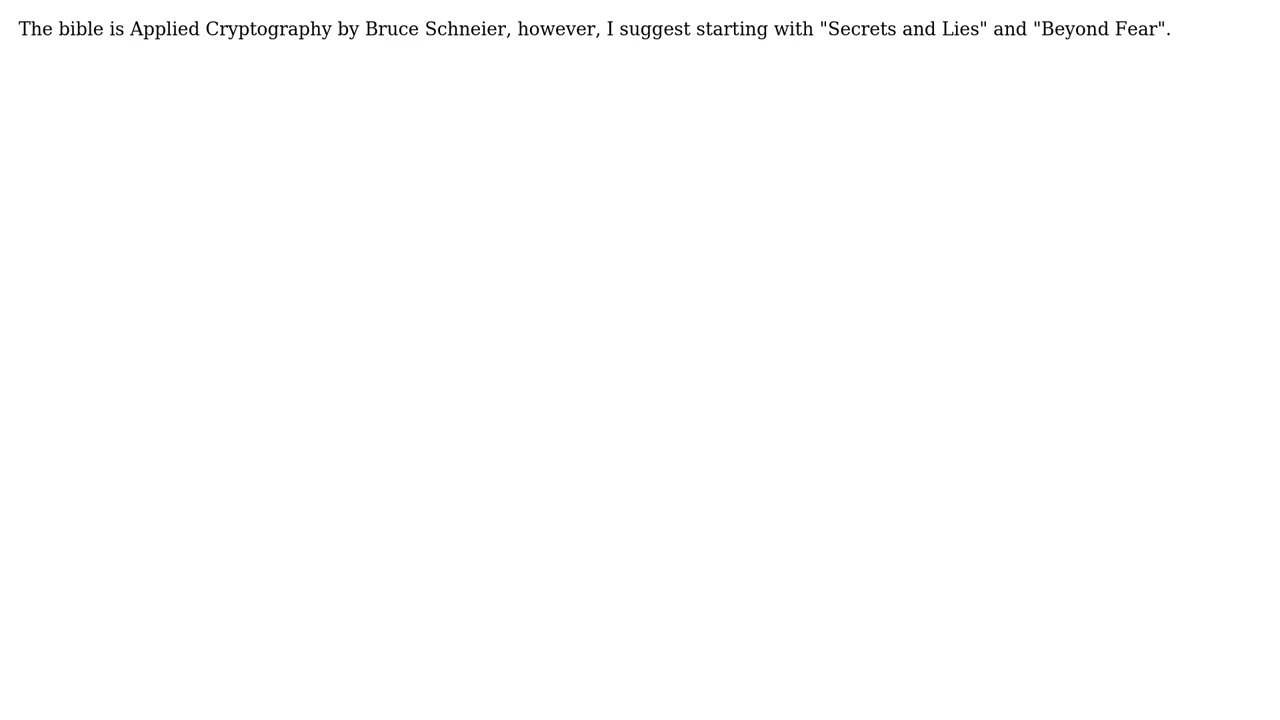 The bible is Applied Cryptography by Bruce Schneier, however, I suggest starting with "Secrets and Lies" and "Beyond Fear".